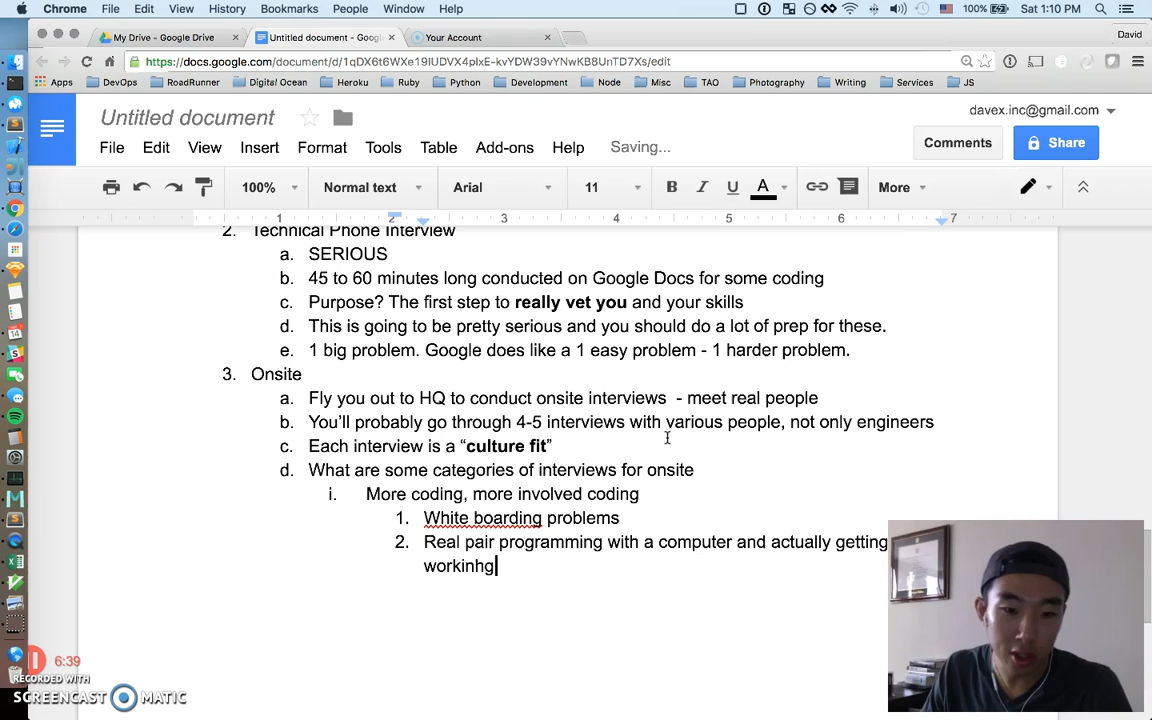 Chrome File Edit View History Bookmarks People Window Help 100% Sat 1:10 PM
My Drive - Google Drive Untitled document - Googl Your Account David
https://docs.google.com/document/d/1qDX6t6WXe19IUDVX4plxE-kvYDW39vYNwKB8UnTD7Xs/edit
Apps DevOps RoadRunner Digital Ocean Heroku Ruby Python Development Node Misc TAO Photography Writing Services JS
Untitled document
davex.inc@gmail.com
File Edit View Insert Format Tools Table Add-ons Help Saving...
Comments Share
100% Normal text Arial 11 B I U A More
1 2 3 4 5 6 7
2. Technical Phone Interview
a. SERIOUS
b. 45 to 60 minutes long conducted on Google Docs for some coding
c. Purpose? The first step to really vet you and your skills
d. This is going to be pretty serious and you should do a lot of prep for these.
e. 1 big problem. Google does like a 1 easy problem - 1 harder problem.
3. Onsite
a. Fly you out to HQ to conduct onsite interviews - meet real people
b. You'll probably go through 4-5 interviews with various people, not only engineers
c. Each interview is a “culture fit”
d. What are some categories of interviews for onsite
i. More coding, more involved coding
1. White boarding problems
2. Real pair programming with a computer and actually getting
workinhg
6:39
RECORDED WITH
SCREENCAST MATIC